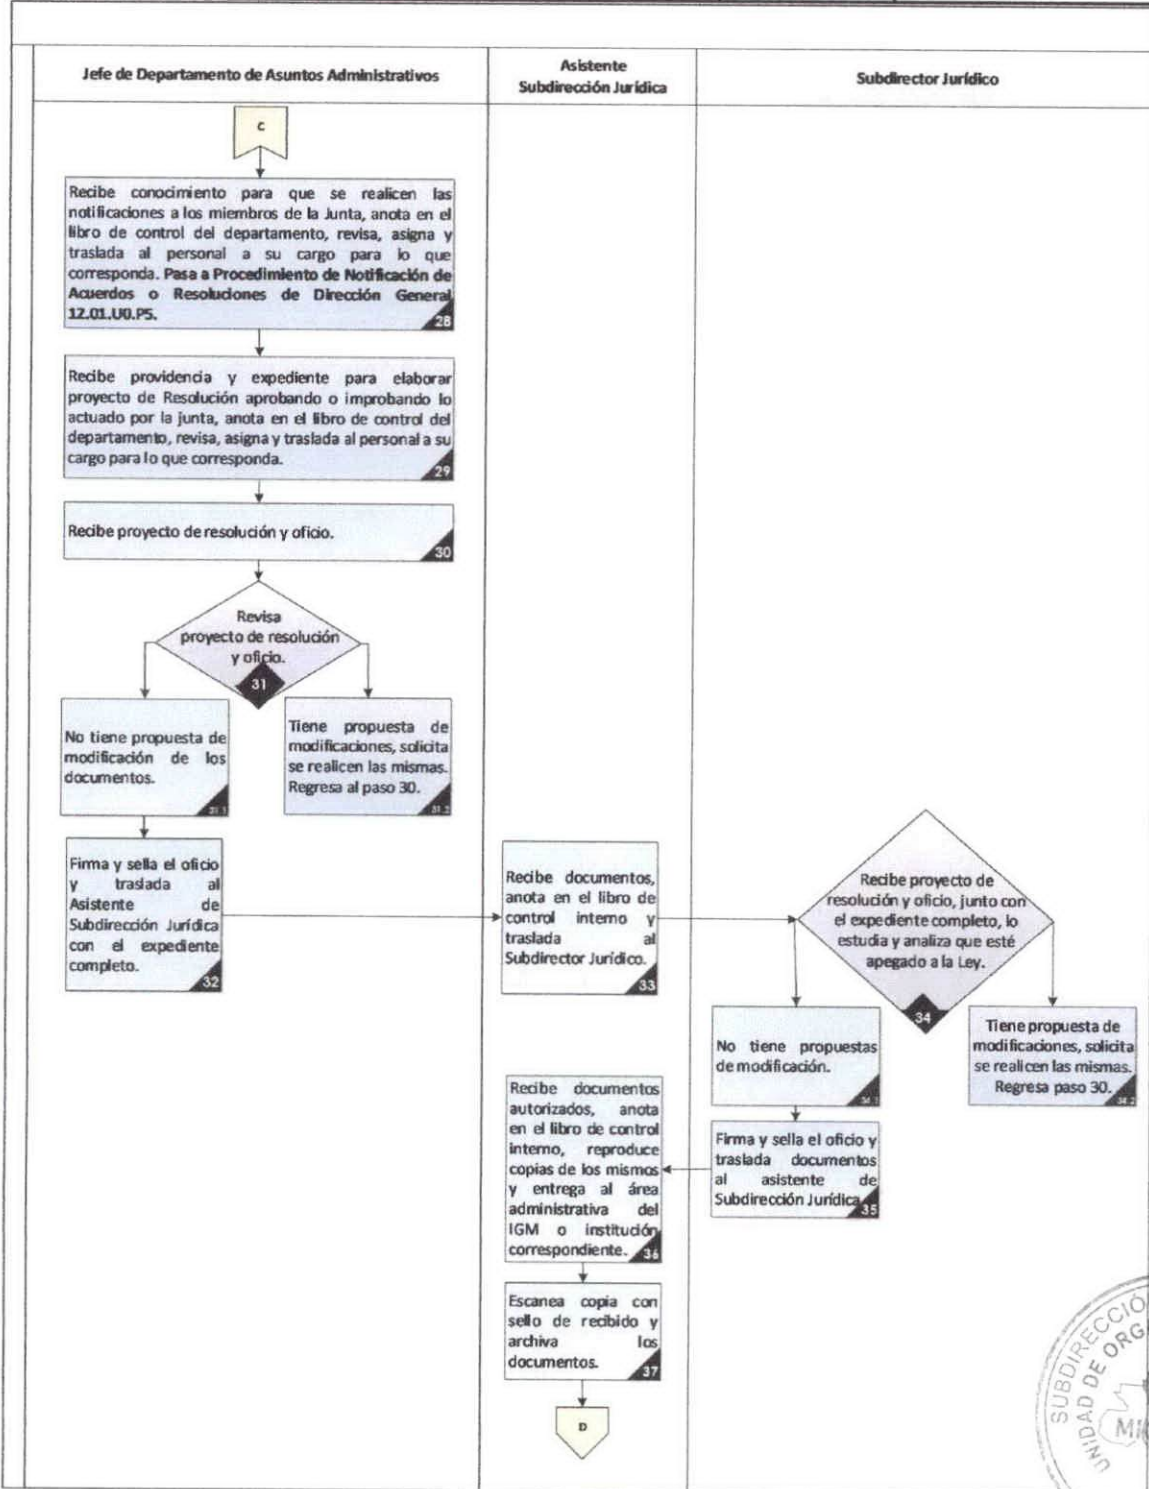 Jefe de Departamento de Asuntos Administrativos
Asistente
Subdirección Jurídica
Subdirector Jurídico
C
Recibe conocimiento para que se realicen las
notificaciones a los miembros de la Junta, anota en el
libro de control del departamento, revisa, asigna y
traslada al personal a su cargo para lo que
corresponda. Pasa a Procedimiento de Notificación de
Acuerdos o Resoluciones de Dirección General
12.01.U0.P5.
28
Recibe providencia y expediente para elaborar
proyecto de Resolución aprobando o improbando lo
actuado por la junta, anota en el libro de control del
departamento, revisa, asigna y traslada al personal a su
cargo para lo que corresponda.
29
Recibe proyecto de resolución y oficio.
30
Revisa
proyecto de resolución
y oficio.
31
No tiene propuesta de
modificación de los
documentos.
31.1
Tiene propuesta de
modificaciones, solicita
se realicen las mismas.
Regresa al paso 30.
31.2
Firma y sella el oficio
y traslada al
Asistente de
Subdirección Jurídica
con el expediente
completo.
32
Recibe documentos,
anota en el libro de
control interno y
traslada al
Subdirector Jurídico.
33
Recibe proyecto de
resolución y oficio, junto con
el expediente completo, lo
estudia y analiza que esté
apegado a la Ley.
34
No tiene propuestas
de modificación.
34.1
Tiene propuesta de
modificaciones, solicita
se realicen las mismas.
Regresa paso 30.
34.2
Firma y sella el oficio y
traslada documentos
al asistente de
Subdirección Jurídica
35
Recibe documentos
autorizados, anota
en el libro de control
interno, reproduce
copias de los mismos
y entrega al área
administrativa del
IGM o institución
correspondiente.
36
Escanea copia con
sello de recibido y
archiva los
documentos.
37
D
SUBDIRECCIÓ
UNIDAD DE ORG